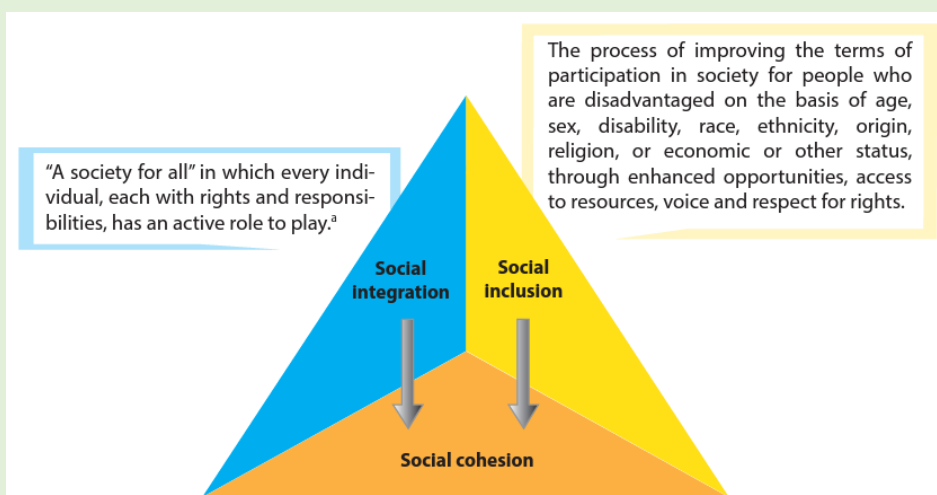 The process of improving the terms of
participation in society for people who
are disadvantaged on the basis of age,
sex, disability, race, ethnicity, origin,
religion, or economic or other status,
through enhanced opportunities, access
to resources, voice and respect for rights.
“A society for all” in which every indi-
vidual, each with rights and responsi-
bilities, has an active role to play.ᵃ
Social
integration
Social
inclusion
Social cohesion